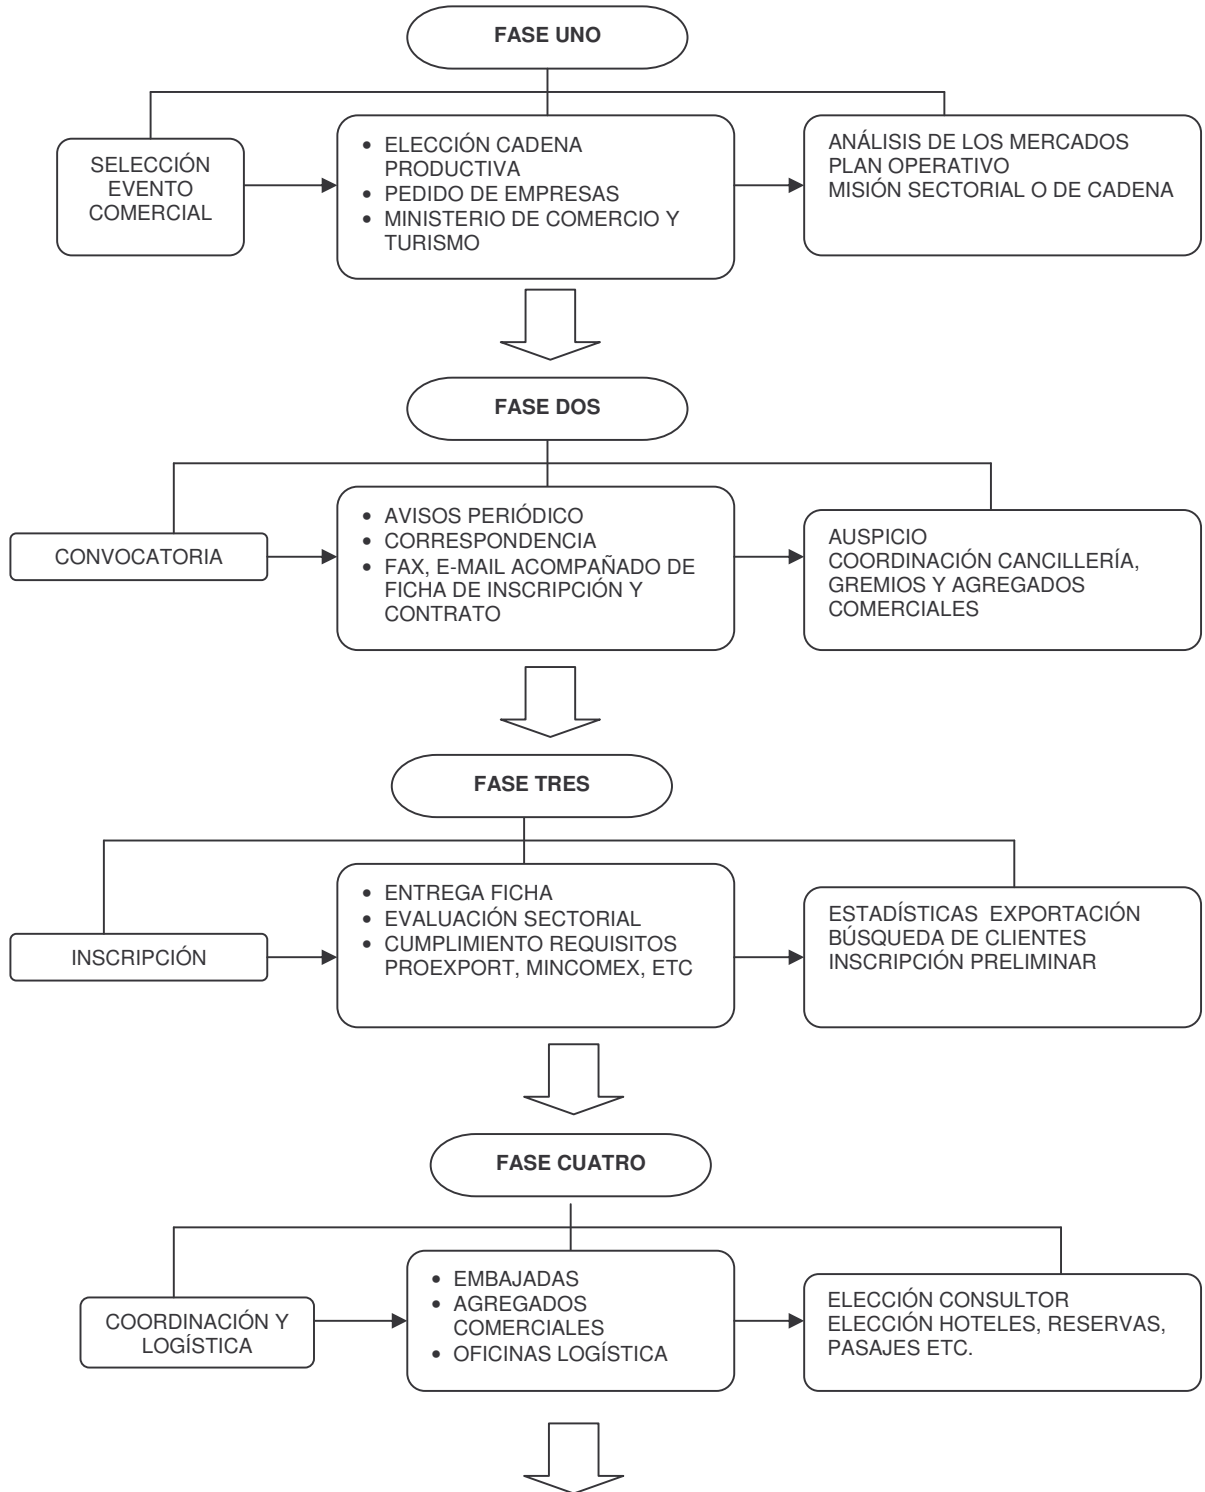 FASE UNO
SELECCIÓN
EVENTO
COMERCIAL
• ELECCIÓN CADENA
PRODUCTIVA
• PEDIDO DE EMPRESAS
• MINISTERIO DE COMERCIO Y
TURISMO
ANÁLISIS DE LOS MERCADOS
PLAN OPERATIVO
MISIÓN SECTORIAL O DE CADENA
FASE DOS
CONVOCATORIA
• AVISOS PERIÓDICO
• CORRESPONDENCIA
• FAX, E-MAIL ACOMPAÑADO DE
FICHA DE INSCRIPCIÓN Y
CONTRATO
AUSPICIO
COORDINACIÓN CANCILLERÍA,
GREMIOS Y AGREGADOS
COMERCIALES
FASE TRES
INSCRIPCIÓN
• ENTREGA FICHA
• EVALUACIÓN SECTORIAL
• CUMPLIMIENTO REQUISITOS
PROEXPORT, MINCOMEX, ETC
ESTADÍSTICAS  EXPORTACIÓN
BÚSQUEDA DE CLIENTES
INSCRIPCIÓN PRELIMINAR
FASE CUATRO
COORDINACIÓN Y
LOGÍSTICA
• EMBAJADAS
• AGREGADOS
COMERCIALES
• OFICINAS LOGÍSTICA
ELECCIÓN CONSULTOR
ELECCIÓN HOTELES, RESERVAS,
PASAJES ETC.